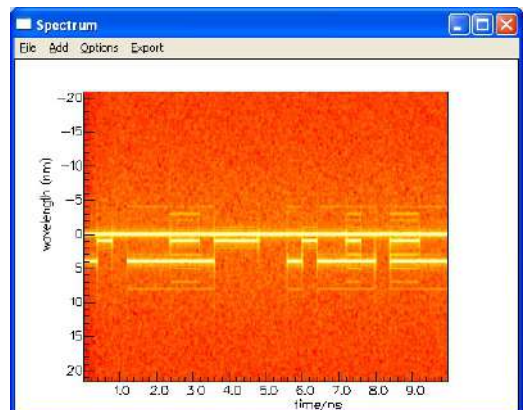 Spectrum
File Add Options Export
-20
-15
-10
-5
0
5
10
15
20
wavelength (nm)
1.0 2.0 3.0 4.0 5.0 6.0 7.0 8.0 9.0
time/ns